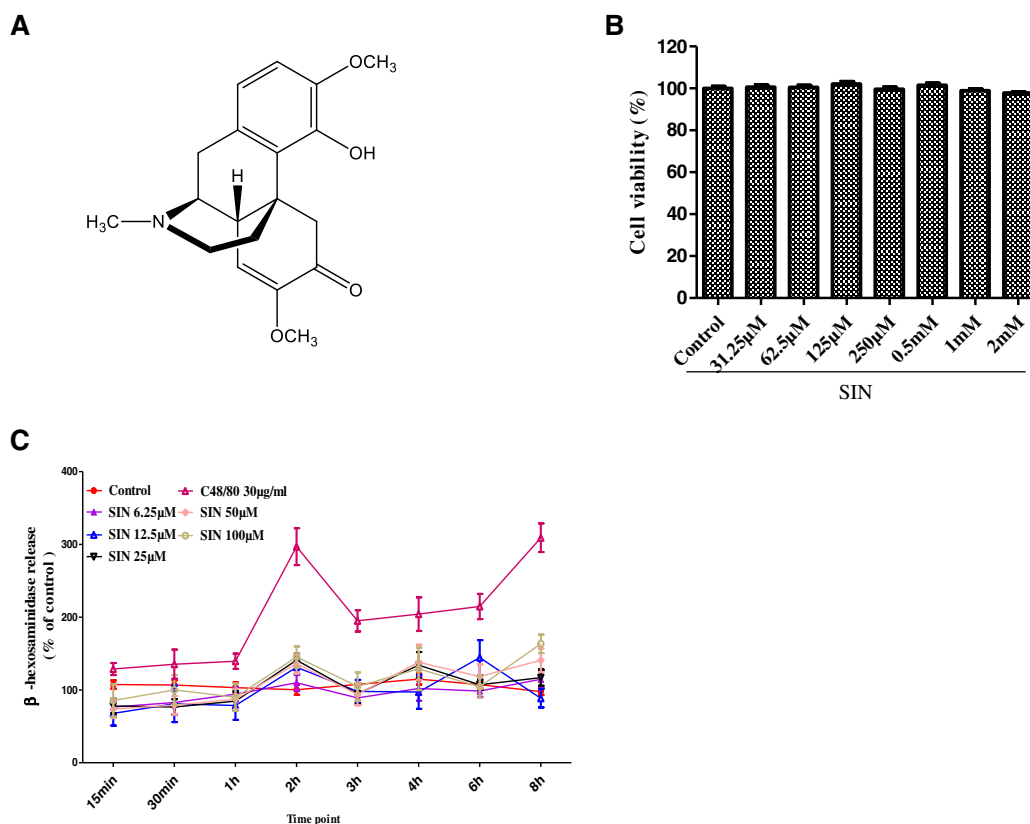 A
OCH3
OH
H
H3C
N
O
OCH3
B
Cell viability (%)
120
100
80
60
40
20
0
Control
31.25µM
62.5µM
125µM
250µM
0.5mM
1mM
2mM
SIN
C
β -hexosaminidase release
( % of control )
400
300
200
100
0
Control
SIN 6.25µM
SIN 12.5µM
SIN 25µM
C48/80 30µg/ml
SIN 50µM
SIN 100µM
15min
30min
1h
2h
3h
4h
6h
8h
Time point